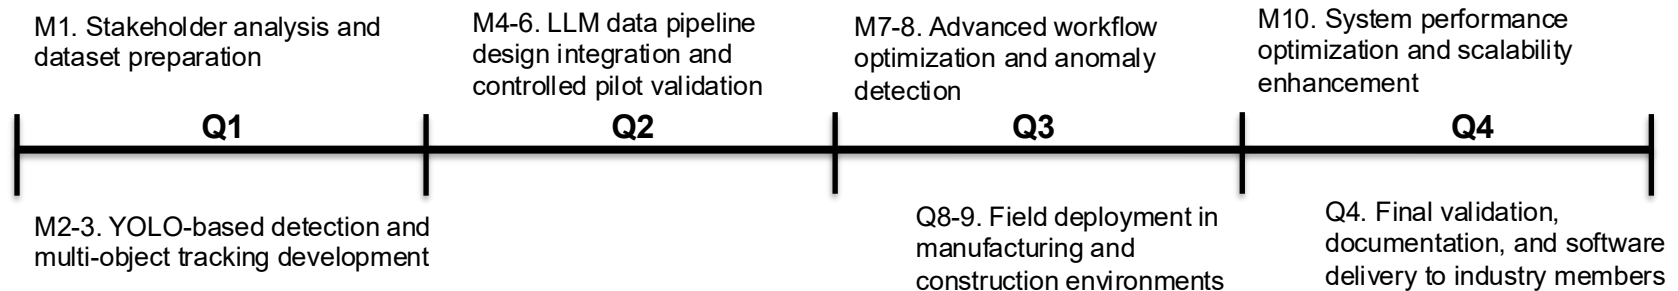 M1. Stakeholder analysis and
dataset preparation
M4-6. LLM data pipeline
design integration and
controlled pilot validation
M7-8. Advanced workflow
optimization and anomaly
detection
M10. System performance
optimization and scalability
enhancement
Q1
Q2
Q3
Q4
M2-3. YOLO-based detection and
multi-object tracking development
Q8-9. Field deployment in
manufacturing and
construction environments
Q4. Final validation,
documentation, and software
delivery to industry members